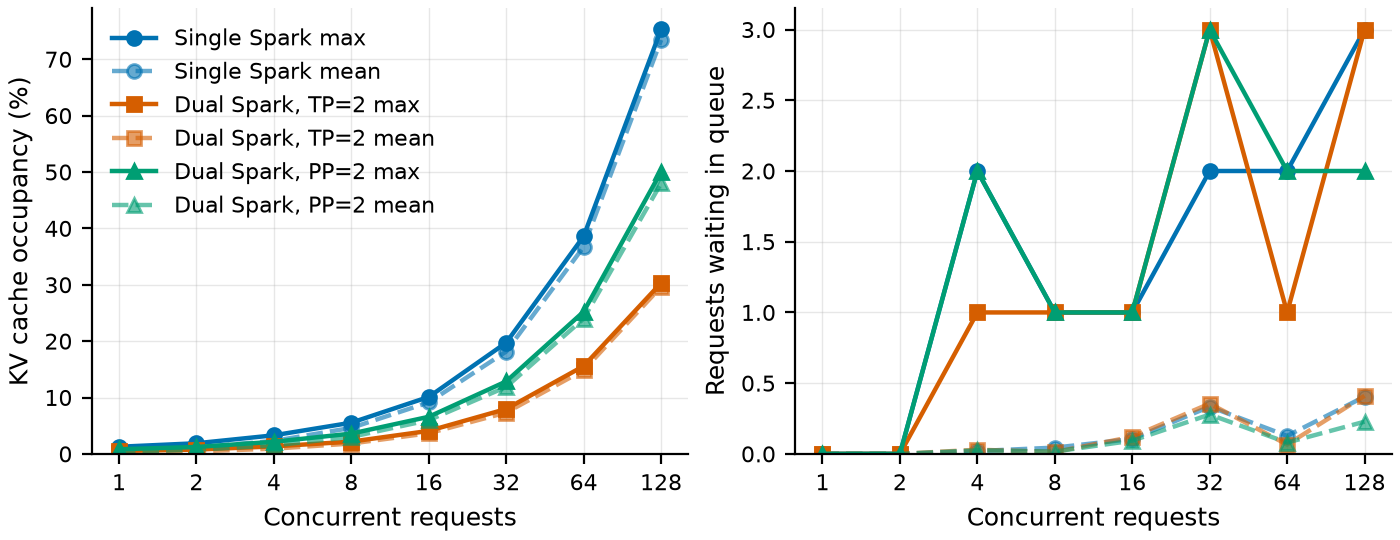 KV cache occupancy (%)
70
60
50
40
30
20
10
0
Single Spark max
Single Spark mean
Dual Spark, TP=2 max
Dual Spark, TP=2 mean
Dual Spark, PP=2 max
Dual Spark, PP=2 mean
1 2 4 8 16 32 64 128
Concurrent requests
Requests waiting in queue
3.0
2.5
2.0
1.5
1.0
0.5
0.0
1 2 4 8 16 32 64 128
Concurrent requests